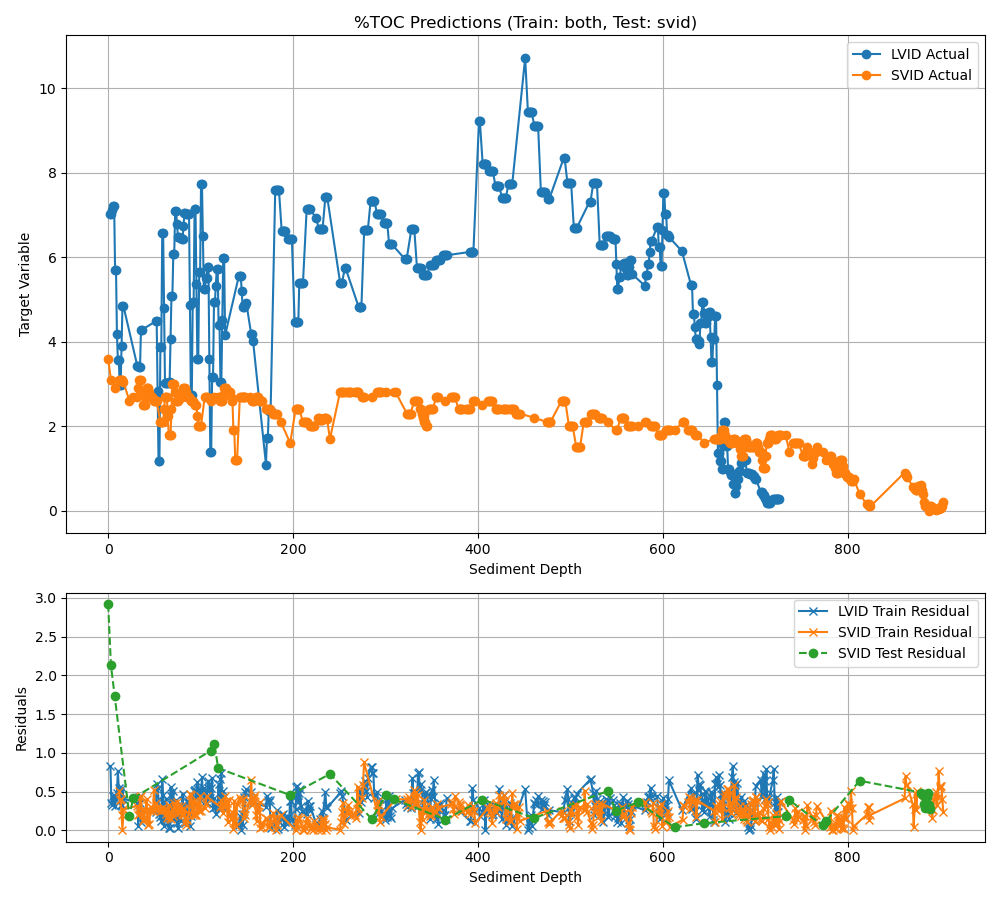 %TOC Predictions (Train: both, Test: svid)
LVID Actual
SVID Actual
Target Variable
10
8
6
4
2
0
0 200 400 600 800
Sediment Depth
LVID Train Residual
SVID Train Residual
SVID Test Residual
Residuals
3.0
2.5
2.0
1.5
1.0
0.5
0.0
0 200 400 600 800
Sediment Depth